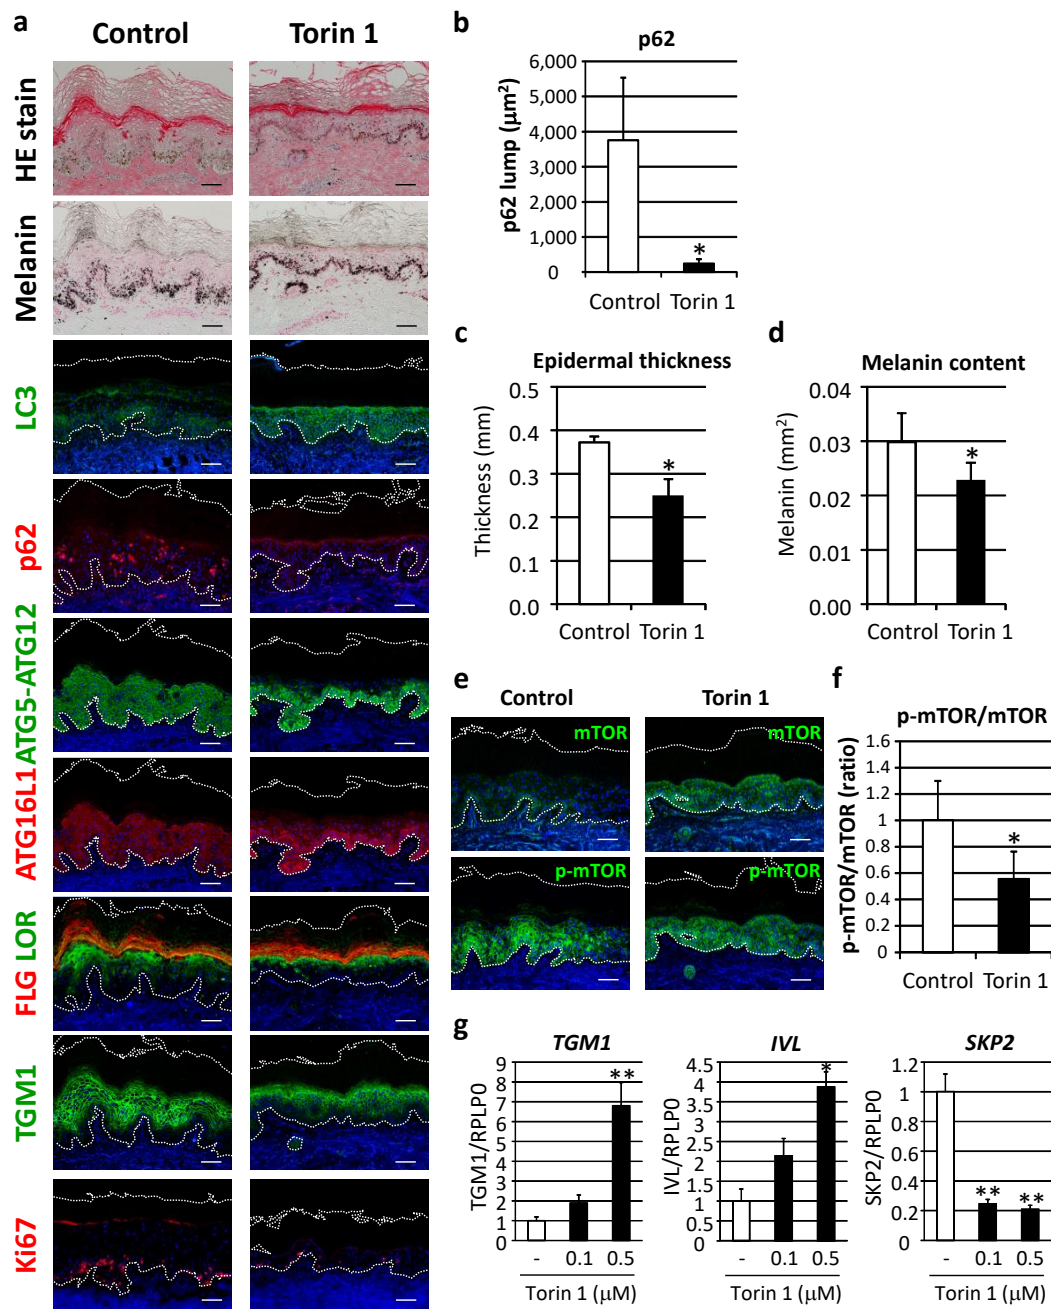 a
Control
Torin 1
HE stain
Melanin
LC3
p62
ATG5-ATG12
ATG16L1
FLG LOR
TGM1
Ki67
b
p62
p62 lump (μm²)
6,000
5,000
4,000
3,000
2,000
1,000
0
*
Control Torin 1
c
Epidermal thickness
Thickness (mm)
0.5
0.4
0.3
0.2
0.1
0.0
*
Control Torin 1
d
Melanin content
Melanin (mm²)
0.04
0.03
0.02
0.01
0.00
*
Control Torin 1
e
Control
Torin 1
mTOR
mTOR
p-mTOR
p-mTOR
f
p-mTOR/mTOR
p-mTOR/mTOR (ratio)
1.6
1.4
1.2
1
0.8
0.6
0.4
0.2
0
*
Control Torin 1
g
TGM1
TGM1/RPLP0
9
8
7
6
5
4
3
2
1
0
**
- 0.1 0.5
Torin 1 (μM)
IVL
IVL/RPLP0
4.5
4
3.5
3
2.5
2
1.5
1
0.5
0
*
- 0.1 0.5
Torin 1 (μM)
SKP2
SKP2/RPLP0
1.2
1
0.8
0.6
0.4
0.2
0
** **
- 0.1 0.5
Torin 1 (μM)